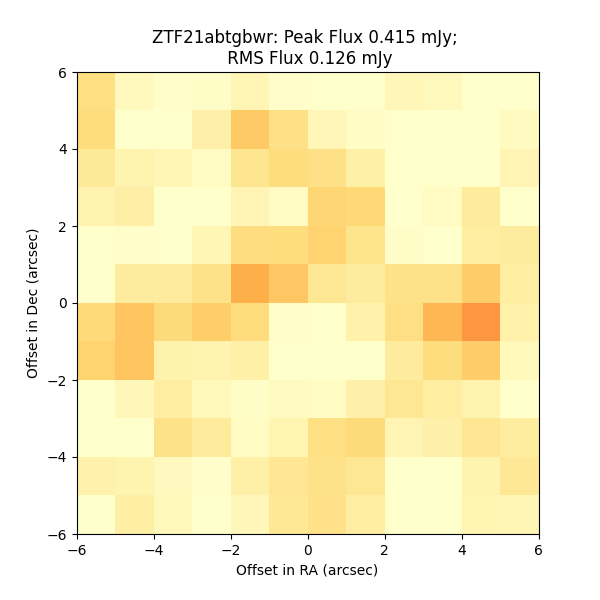 ZTF21abtgbwr: Peak Flux 0.415 mJy;
RMS Flux 0.126 mJy
6
4
2
0
−2
−4
−6
Offset in Dec (arcsec)
−6 −4 −2 0 2 4 6
Offset in RA (arcsec)